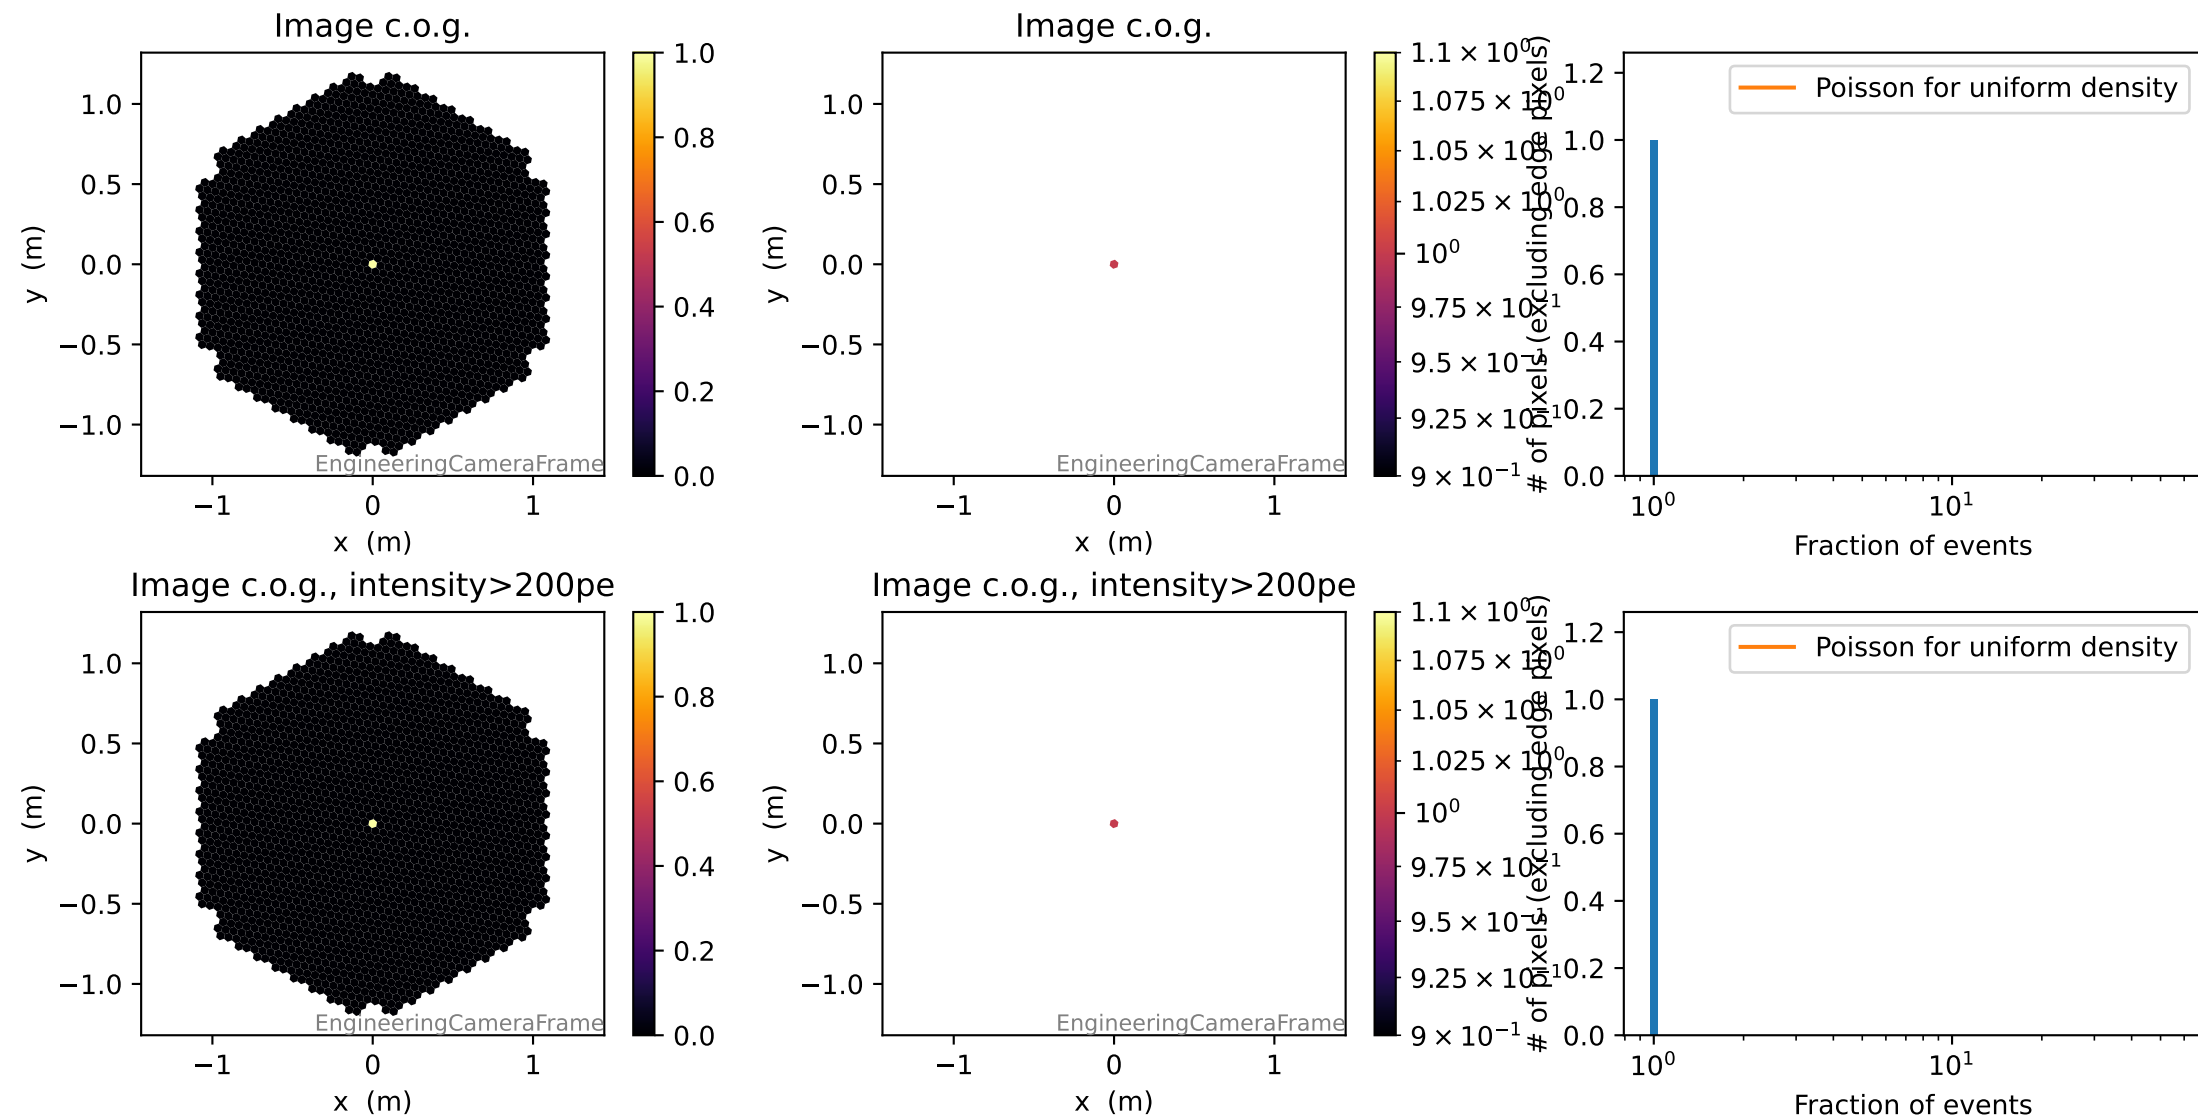 Image c.o.g.
1.0
0.8
0.6
0.4
0.2
0.0
1.0
0.5
0.0
−0.5
−1.0
y (m)
EngineeringCameraFrame
−1 0 1
x (m)
Image c.o.g.
1.1 × 10⁰
1.075 × 10⁰
1.05 × 10⁰
1.025 × 10⁰
10⁰
9.75 × 10⁻¹
9.5 × 10⁻¹
9.25 × 10⁻¹
9 × 10⁻¹
1.0
0.5
0.0
−0.5
−1.0
y (m)
EngineeringCameraFrame
−1 0 1
x (m)
# of pixels (excluding edge pixels)
1.2
1.0
0.8
0.6
0.4
0.2
0.0
Poisson for uniform density
10⁰ 10¹
Fraction of events
Image c.o.g., intensity>200pe
1.0
0.8
0.6
0.4
0.2
0.0
1.0
0.5
0.0
−0.5
−1.0
y (m)
EngineeringCameraFrame
−1 0 1
x (m)
Image c.o.g., intensity>200pe
1.1 × 10⁰
1.075 × 10⁰
1.05 × 10⁰
1.025 × 10⁰
10⁰
9.75 × 10⁻¹
9.5 × 10⁻¹
9.25 × 10⁻¹
9 × 10⁻¹
1.0
0.5
0.0
−0.5
−1.0
y (m)
EngineeringCameraFrame
−1 0 1
x (m)
# of pixels (excluding edge pixels)
1.2
1.0
0.8
0.6
0.4
0.2
0.0
Poisson for uniform density
10⁰ 10¹
Fraction of events